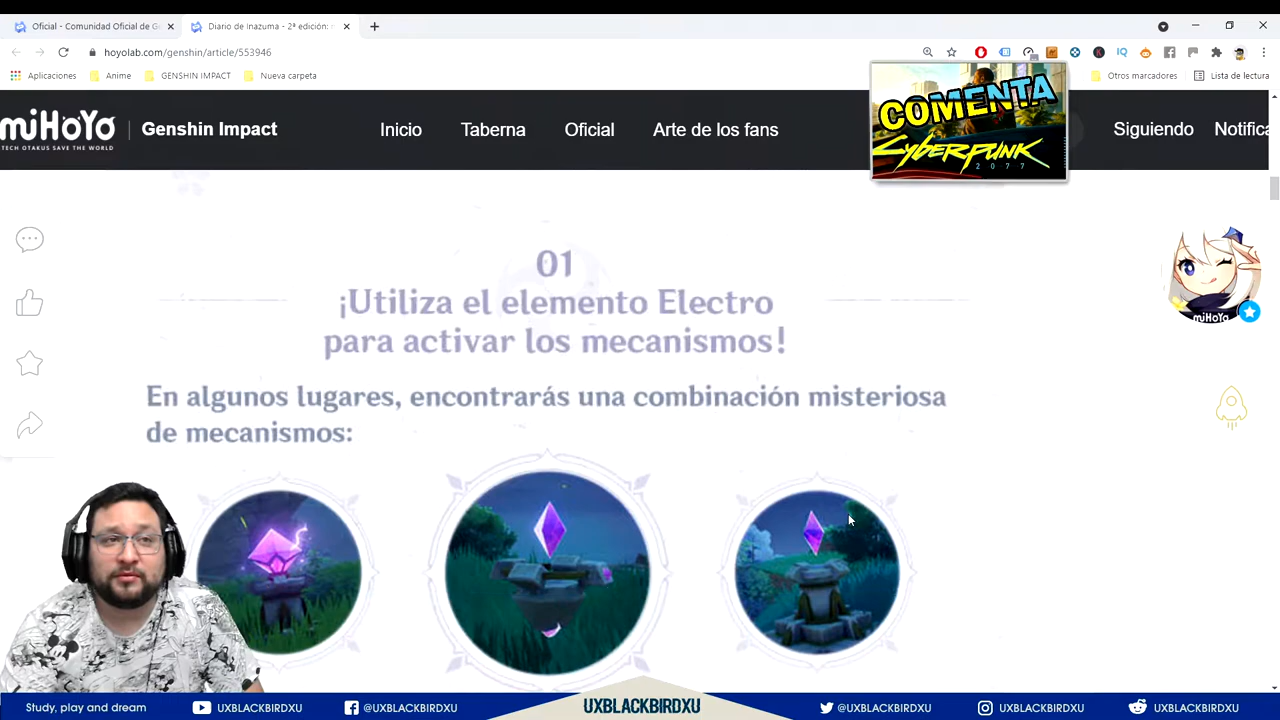 Oficial - Comunidad Oficial de Ge
Diario de Inazuma - 2ª edición:
hoyolab.com/genshin/article/553946
Aplicaciones
Anime
GENSHIN IMPACT
Nueva carpeta
Otros marcadores
Lista de lectura
miHoYo
TECH OTAKUS SAVE THE WORLD
Genshin Impact
Inicio
Taberna
Oficial
Arte de los fans
COMENTA
Cyberpunk
2077
Siguiendo
Notifica
01
¡Utiliza el elemento Electro
para activar los mecanismos!
En algunos lugares, encontrarás una combinación misteriosa
de mecanismos:
miHoYo
Study, play and dream
UXBLACKBIRDXU
@UXBLACKBIRDXU
UXBLACKBIRDXU
@UXBLACKBIRDXU
UXBLACKBIRDXU
UXBLACKBIRDXU